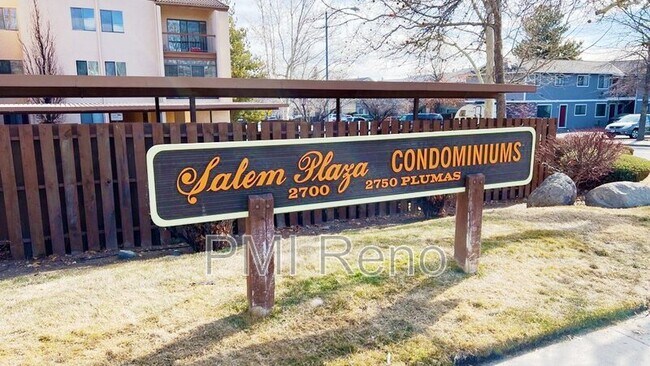 Salem Plaza CONDOMINIUMS
2700 2750 PLUMAS
PMI Reno